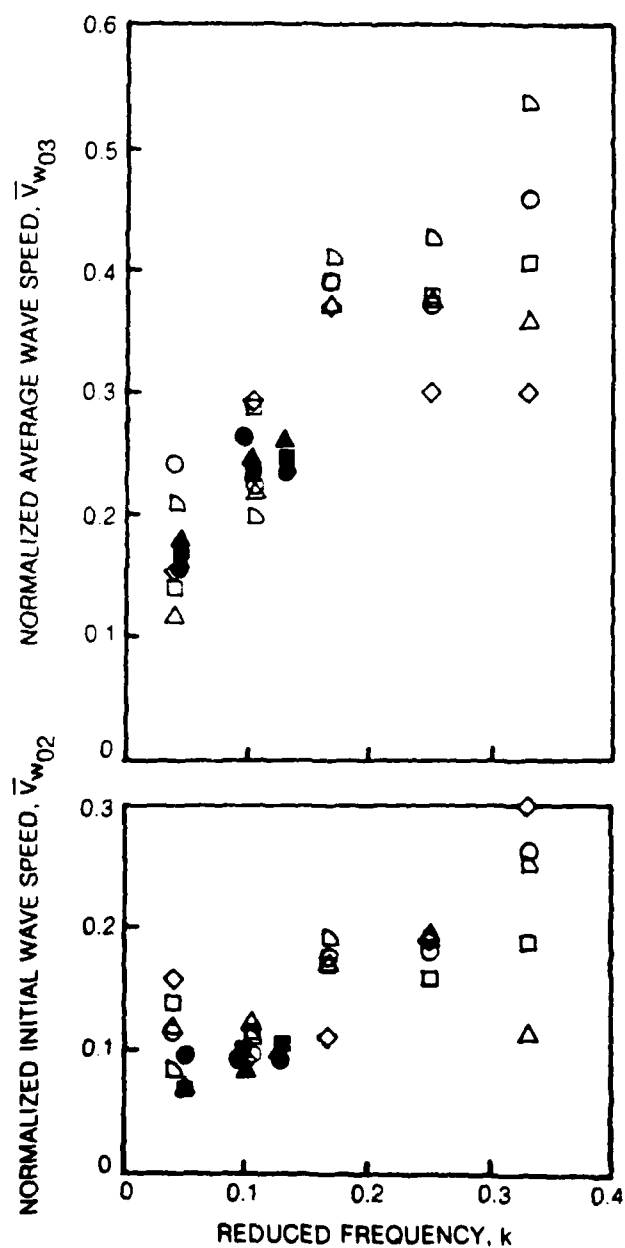 NORMALIZED AVERAGE WAVE SPEED, V̅w03
0.6
0.5
0.4
0.3
0.2
0.1
0
NORMALIZED INITIAL WAVE SPEED, V̅w02
0.3
0.2
0.1
0
0 0.1 0.2 0.3 0.4
REDUCED FREQUENCY, k